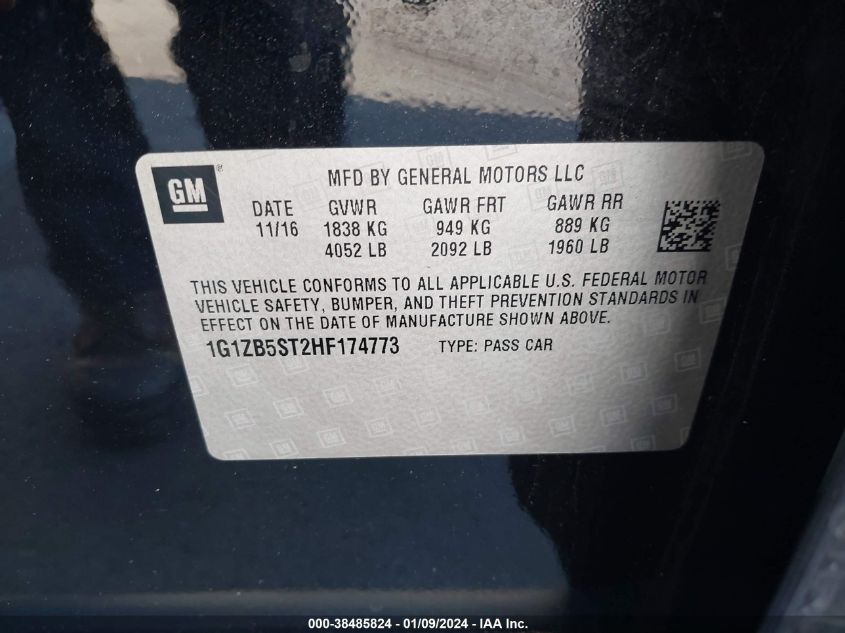 GM®
MFD BY GENERAL MOTORS LLC
DATE GVWR GAWR FRT GAWR RR
11/16 1838 KG 949 KG 889 KG
4052 LB 2092 LB 1960 LB
THIS VEHICLE CONFORMS TO ALL APPLICABLE U.S. FEDERAL MOTOR
VEHICLE SAFETY, BUMPER, AND THEFT PREVENTION STANDARDS IN
EFFECT ON THE DATE OF MANUFACTURE SHOWN ABOVE.
1G1ZB5ST2HF174773 TYPE: PASS CAR
000-38485824 - 01/09/2024 - IAA Inc.